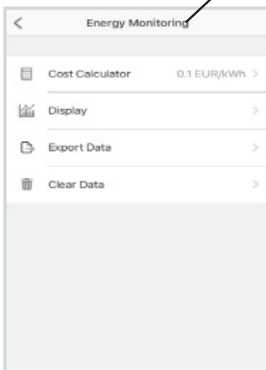 Energy Monitoring
Cost Calculator 0.1 EUR/kWh
Display
Export Data
Clear Data